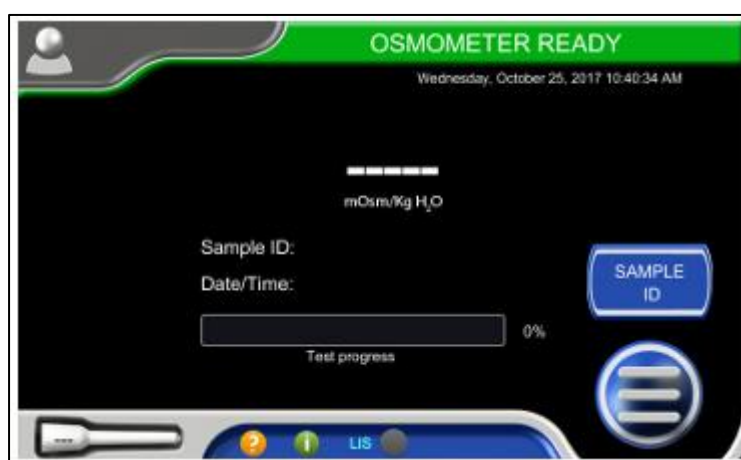 OSMOMETER READY
Wednesday, October 25, 2017 10:40:34 AM
-----
mOsm/Kg H₂O
Sample ID:
Date/Time:
SAMPLE
ID
0%
Test progress
---
?
i
LIS